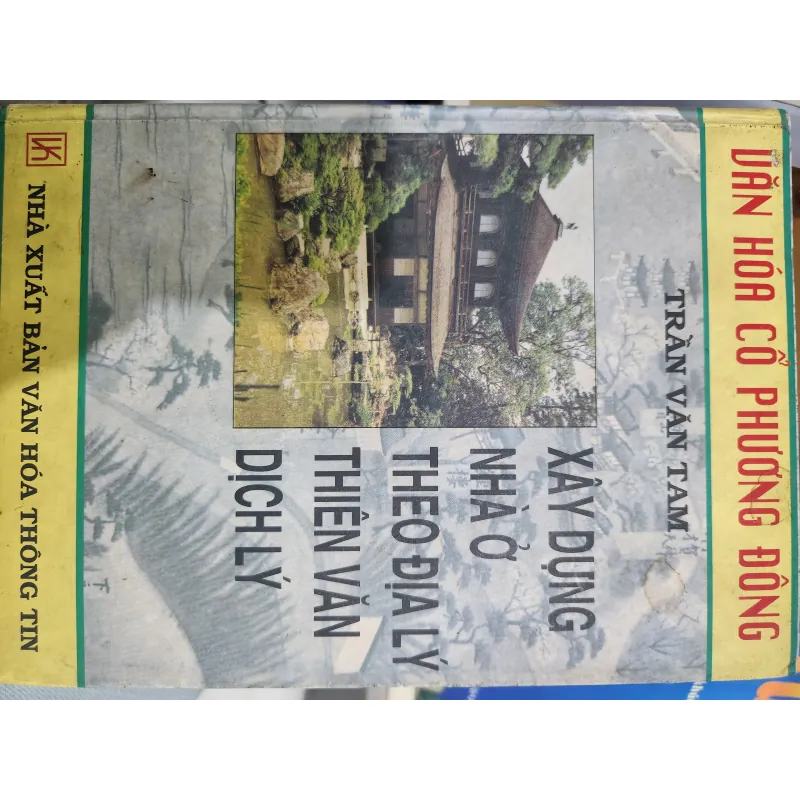 VĂN HÓA CỔ PHƯƠNG ĐÔNG
TRẦN VĂN TAM
XÂY DỰNG
NHÀ Ở
THEO ĐỊA LÝ
THIÊN VĂN
DỊCH LÝ
NHÀ XUẤT BẢN VĂN HÓA THÔNG TIN